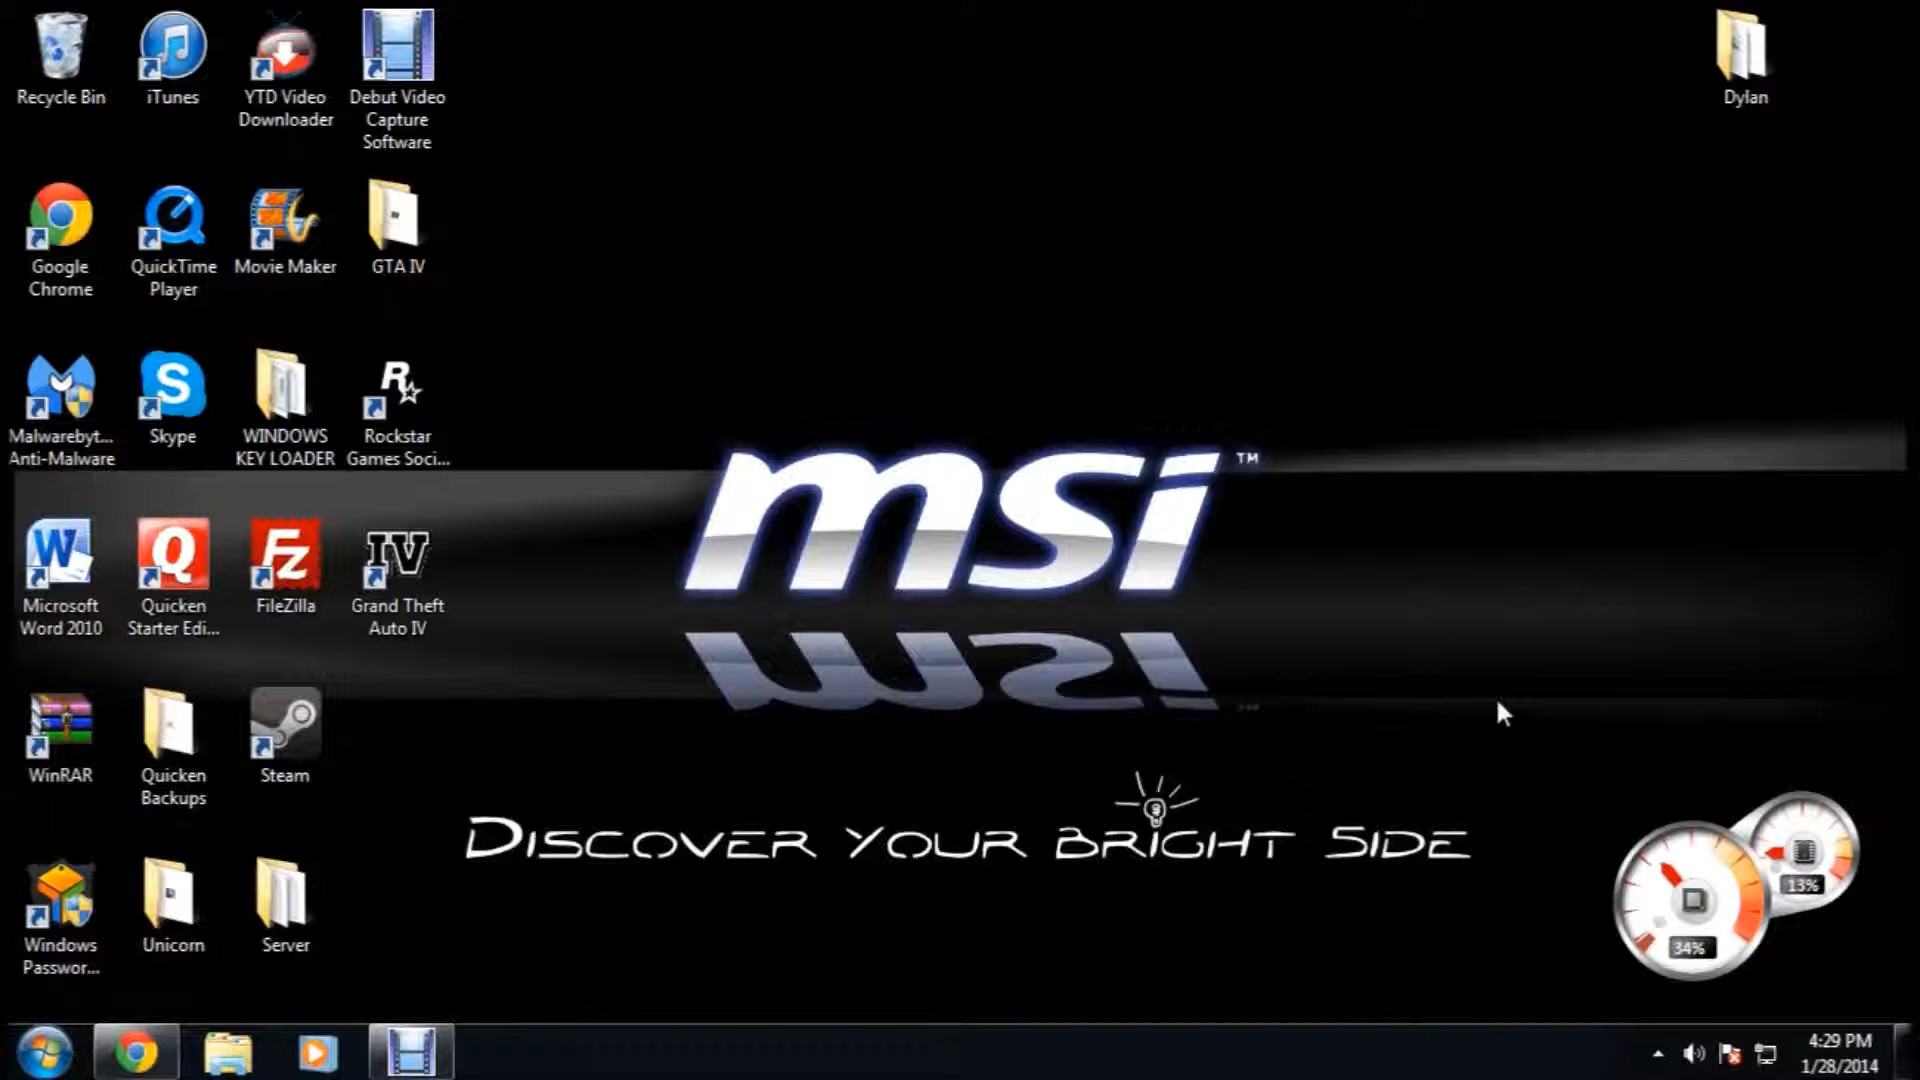 Recycle Bin
iTunes
YTD Video
Downloader
Debut Video
Capture
Software
Dylan
Google
Chrome
QuickTime
Player
Movie Maker
GTA IV
Malwarebyt...
Anti-Malware
Skype
WINDOWS
KEY LOADER
Rockstar
Games Soci...
msi™
Microsoft
Word 2010
Quicken
Starter Edi...
FileZilla
Grand Theft
Auto IV
WinRAR
Quicken
Backups
Steam
DISCOVER YOUR BRIGHT SIDE
Windows
Passwor...
Unicorn
Server
13%
34%
4:29 PM
1/28/2014